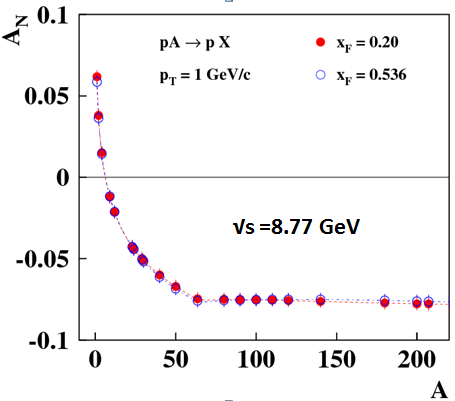 A_N
0.1
0.05
0
-0.05
-0.1
pA → p X
p_T = 1 GeV/c
x_F = 0.20
x_F = 0.536
√s =8.77 GeV
0 50 100 150 200
A